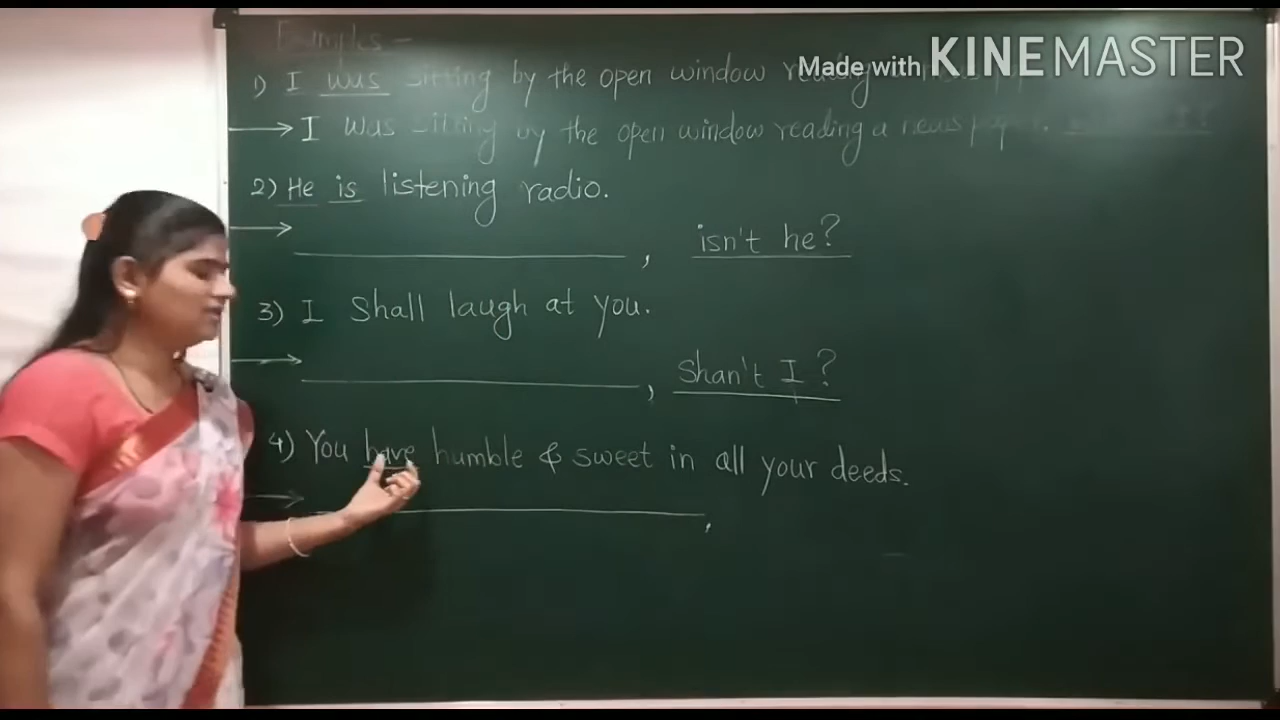 Examples -
Made with KINEMASTER
1) I was sitting by the open window reading
→ I was sitting by the open window reading a newspaper.
2) He is listening radio.
→ ____________, isn't he?
3) I Shall laugh at you.
→ ____________, Shan't I?
4) You have humble & sweet in all your deeds.
→ ____________,